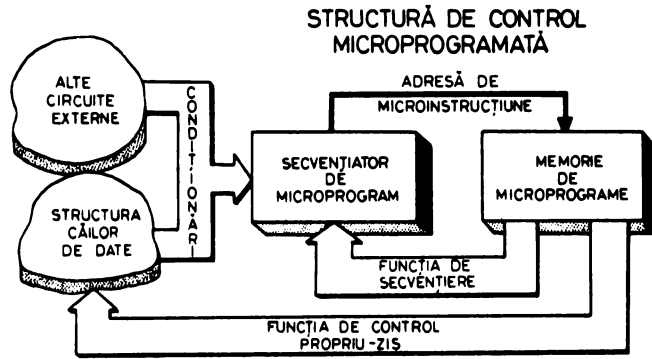 STRUCTURĂ DE CONTROL
MICROPROGRAMATĂ
ALTE
CIRCUITE
EXTERNE
CONDIȚIONĂRI
ADRESĂ DE
MICROINSTRUCȚIUNE
SECVENȚIATOR
DE
MICROPROGRAM
MEMORIE
DE
MICROPROGRAME
STRUCTURA
CĂILOR
DE DATE
FUNCȚIA DE
SECVENȚIERE
FUNCȚIA DE CONTROL
PROPRIU-ZIS